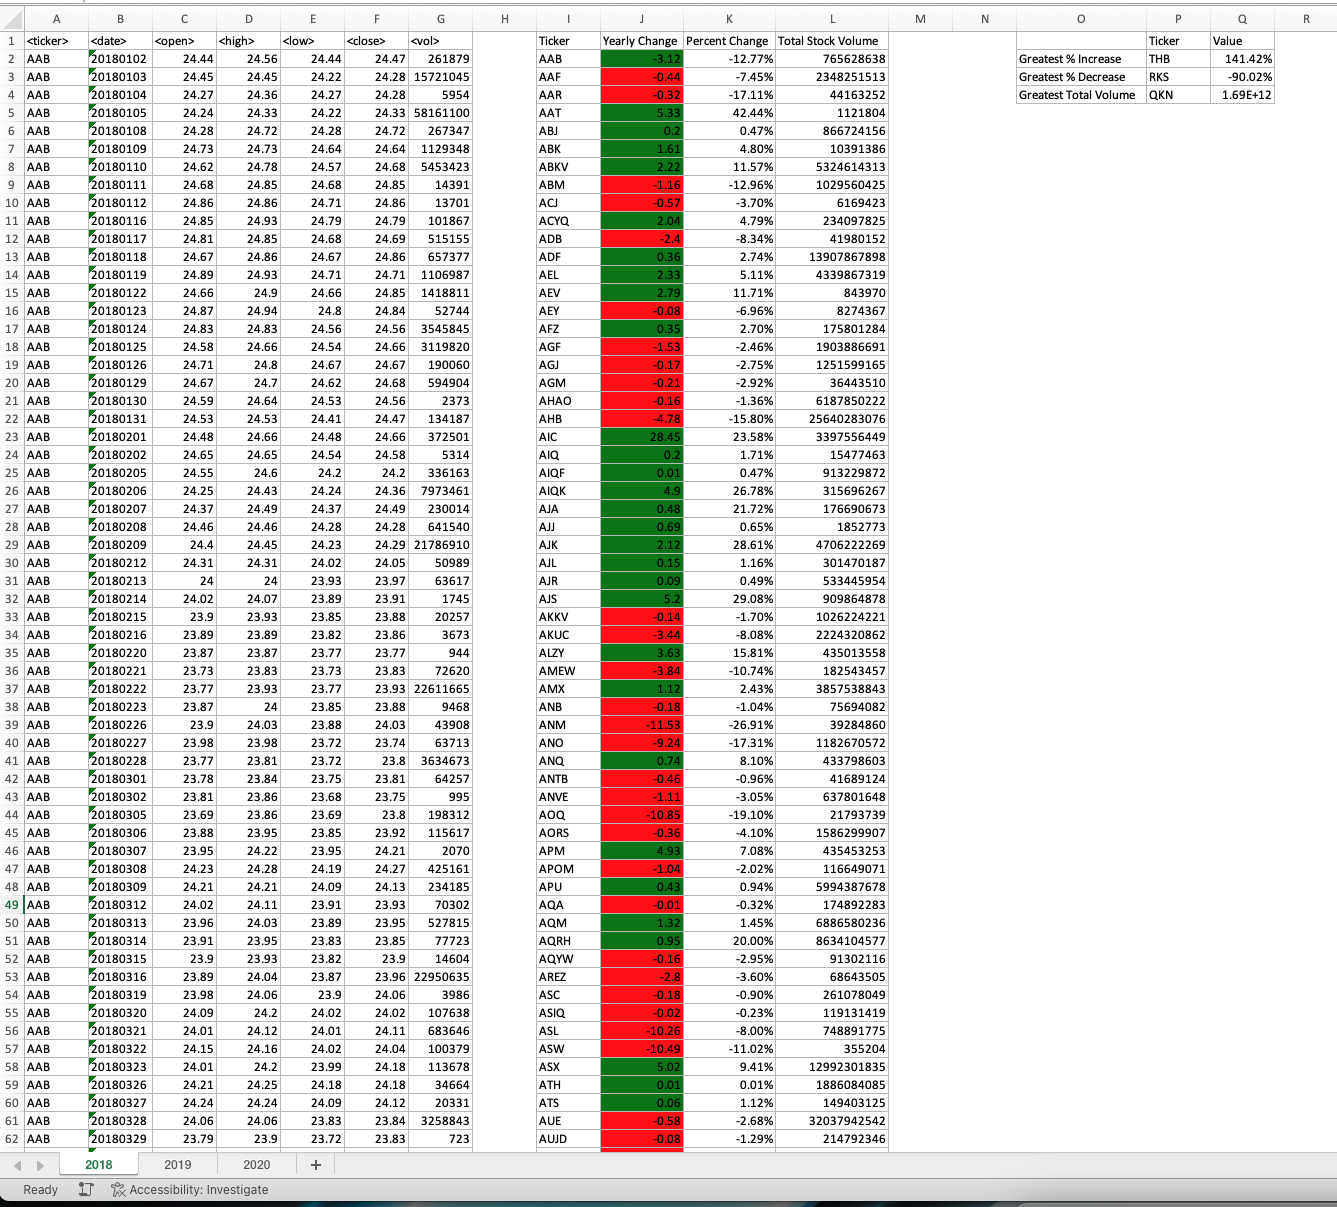 A B C D E F G H I J K L M N O P Q R
1 <ticker> <date> <open> <high> <low> <close> <vol> Ticker Yearly Change Percent Change Total Stock Volume Ticker Value
2 AAB 20180102 24.44 24.56 24.44 24.47 261879 AAB -3.12 -12.77% 765628638 Greatest % Increase THB 141.42%
3 AAB 20180103 24.45 24.45 24.22 24.28 15721045 AAF -0.44 -7.45% 2348251513 Greatest % Decrease RKS -90.02%
4 AAB 20180104 24.27 24.36 24.27 24.28 5954 AAR -0.32 -17.11% 44163252 Greatest Total Volume QKN 1.69E+12
5 AAB 20180105 24.24 24.33 24.22 24.33 58161100 AAT 5.33 42.44% 1121804
6 AAB 20180108 24.28 24.72 24.28 24.72 267347 ABJ 0.2 0.47% 866724156
7 AAB 20180109 24.73 24.73 24.64 24.64 1129348 ABK 1.61 4.80% 10391386
8 AAB 20180110 24.62 24.78 24.57 24.68 5453423 ABKV 2.22 11.57% 5324614313
9 AAB 20180111 24.68 24.85 24.68 24.85 14391 ABM -1.16 -12.96% 1029560425
10 AAB 20180112 24.86 24.86 24.71 24.86 13701 ACJ -0.57 -3.70% 6169423
11 AAB 20180116 24.85 24.93 24.79 24.79 101867 ACYQ 2.04 4.79% 234097825
12 AAB 20180117 24.81 24.85 24.68 24.69 515155 ADB -2.4 -8.34% 41980152
13 AAB 20180118 24.67 24.86 24.67 24.86 657377 ADF 0.36 2.74% 13907867898
14 AAB 20180119 24.89 24.93 24.71 24.71 1106987 AEL 2.33 5.11% 4339867319
15 AAB 20180122 24.66 24.9 24.66 24.85 1418811 AEV 2.79 11.71% 843970
16 AAB 20180123 24.87 24.94 24.8 24.84 52744 AEY -0.08 -6.96% 8274367
17 AAB 20180124 24.83 24.83 24.56 24.56 3545845 AFZ 0.35 2.70% 175801284
18 AAB 20180125 24.58 24.66 24.54 24.66 3119820 AGF -1.53 -2.46% 1903886691
19 AAB 20180126 24.71 24.8 24.67 24.67 190060 AGJ -0.17 -2.75% 1251599165
20 AAB 20180129 24.67 24.7 24.62 24.68 594904 AGM -0.21 -2.92% 36443510
21 AAB 20180130 24.59 24.64 24.53 24.56 2373 AHAO -0.16 -1.36% 6187850222
22 AAB 20180131 24.53 24.53 24.41 24.47 134187 AHB -4.78 -15.80% 25640283076
23 AAB 20180201 24.48 24.66 24.48 24.66 372501 AIC 28.45 23.58% 3397556449
24 AAB 20180202 24.65 24.65 24.54 24.58 5314 AIQ 0.2 1.71% 15477463
25 AAB 20180205 24.55 24.6 24.2 24.2 336163 AIQF 0.01 0.47% 913229872
26 AAB 20180206 24.25 24.43 24.24 24.36 7973461 AIQK 4.9 26.78% 315696267
27 AAB 20180207 24.37 24.49 24.37 24.49 230014 AJA 0.48 21.72% 176690673
28 AAB 20180208 24.46 24.46 24.28 24.28 641540 AJJ 0.69 0.65% 1852773
29 AAB 20180209 24.4 24.45 24.23 24.29 21786910 AJK 2.12 28.61% 4706222269
30 AAB 20180212 24.31 24.31 24.02 24.05 50989 AJL 0.15 1.16% 301470187
31 AAB 20180213 24 24 23.93 23.97 63617 AJR 0.09 0.49% 533445954
32 AAB 20180214 24.02 24.07 23.89 23.91 1745 AJS 5.2 29.08% 909864878
33 AAB 20180215 23.9 23.99 23.85 23.88 20257 AKKV -0.14 -1.70% 1026224221
34 AAB 20180216 23.89 23.89 23.82 23.86 3673 AKUC -3.44 -8.08% 2224320862
35 AAB 20180220 23.87 23.87 23.77 23.77 944 ALZY 3.63 15.81% 435013558
36 AAB 20180221 23.73 23.83 23.73 23.83 72620 AMEW -3.84 -10.74% 182543457
37 AAB 20180222 23.77 23.93 23.77 23.93 22611665 AMX 1.12 2.43% 3857538843
38 AAB 20180223 23.87 24 23.85 23.88 9468 ANB -0.18 -1.04% 75694082
39 AAB 20180226 23.9 24.03 23.88 24.03 43908 ANM -11.53 -26.91% 39284860
40 AAB 20180227 23.98 23.98 23.72 23.74 63713 ANO -9.24 -17.31% 1182670572
41 AAB 20180228 23.77 23.81 23.72 23.8 3634673 ANQ 0.74 8.10% 433798603
42 AAB 20180301 23.78 23.84 23.75 23.81 64257 ANTB -0.46 -0.96% 41689124
43 AAB 20180302 23.81 23.86 23.68 23.75 995 ANVE -1.11 -3.05% 637801648
44 AAB 20180305 23.69 23.86 23.69 23.8 198312 AOQ -10.85 -19.10% 21793739
45 AAB 20180306 23.88 23.95 23.85 23.92 115617 AORS -0.36 -4.10% 1586299907
46 AAB 20180307 23.95 24.22 23.95 24.21 2070 APM 4.93 7.08% 435453253
47 AAB 20180308 24.23 24.28 24.19 24.27 425161 APOM -1.04 -2.02% 116649071
48 AAB 20180309 24.21 24.21 24.09 24.13 234185 APU 0.43 0.94% 5994387678
49 AAB 20180312 24.02 24.11 23.91 23.93 70302 AQA -0.01 -0.32% 174892283
50 AAB 20180313 23.96 24.03 23.89 23.95 527815 AQM 1.32 1.45% 6886580236
51 AAB 20180314 23.91 23.95 23.83 23.85 77723 AQRH 0.95 20.00% 8634104577
52 AAB 20180315 23.9 23.93 23.82 23.9 14604 AQYW -0.16 -2.95% 91302116
53 AAB 20180316 23.89 24.04 23.87 23.96 22950635 AREZ -2.8 -3.60% 68643505
54 AAB 20180319 23.98 24.06 23.9 24.06 3986 ASC -0.18 -0.90% 261078049
55 AAB 20180320 24.09 24.2 24.02 24.02 107638 ASIQ -0.02 -0.23% 119131419
56 AAB 20180321 24.01 24.12 24.01 24.11 683646 ASL -10.26 -8.00% 748891775
57 AAB 20180322 24.15 24.16 24.02 24.04 100379 ASW -10.49 -11.02% 355204
58 AAB 20180323 24.01 24.2 23.99 24.18 113678 ASX 5.02 9.41% 12992301835
59 AAB 20180326 24.21 24.25 24.18 24.18 34664 ATH 0.01 0.01% 1886084085
60 AAB 20180327 24.24 24.24 24.09 24.12 20331 ATS 0.06 1.12% 149403125
61 AAB 20180328 24.06 24.06 23.83 23.84 3258843 AUE -0.58 -2.68% 32037942542
62 AAB 20180329 23.79 23.9 23.72 23.83 723 AUJD -0.08 -1.29% 214792346
2018 2019 2020 +
Ready Accessibility: Investigate